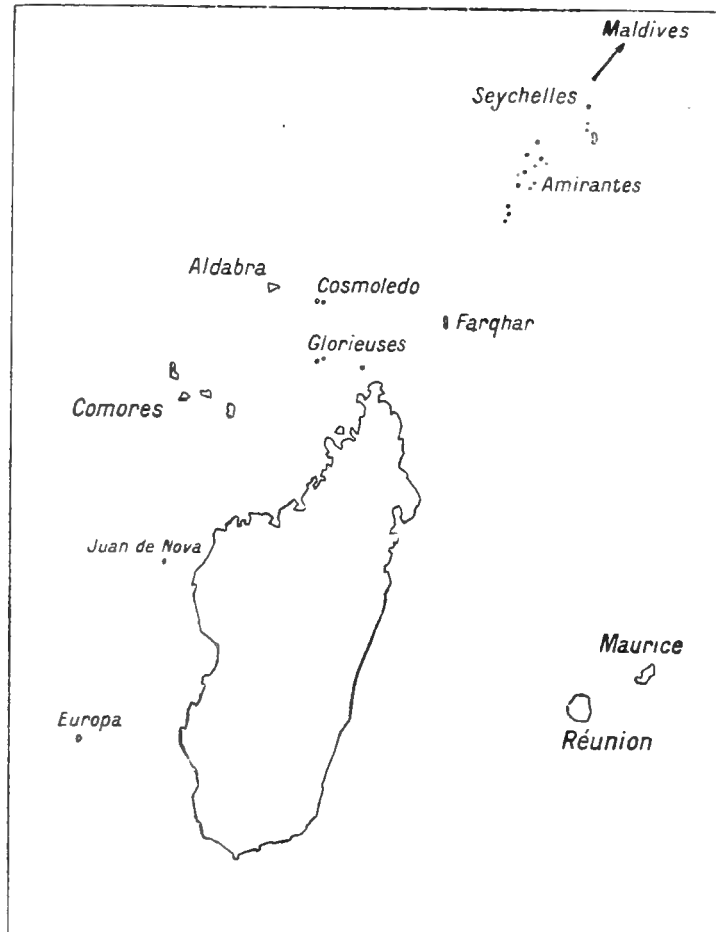 Maldives
Seychelles
Amirantes
Aldabra
Cosmoledo
Farqhar
Glorieuses
Comores
Juan de Nova
Maurice
Europa
Réunion